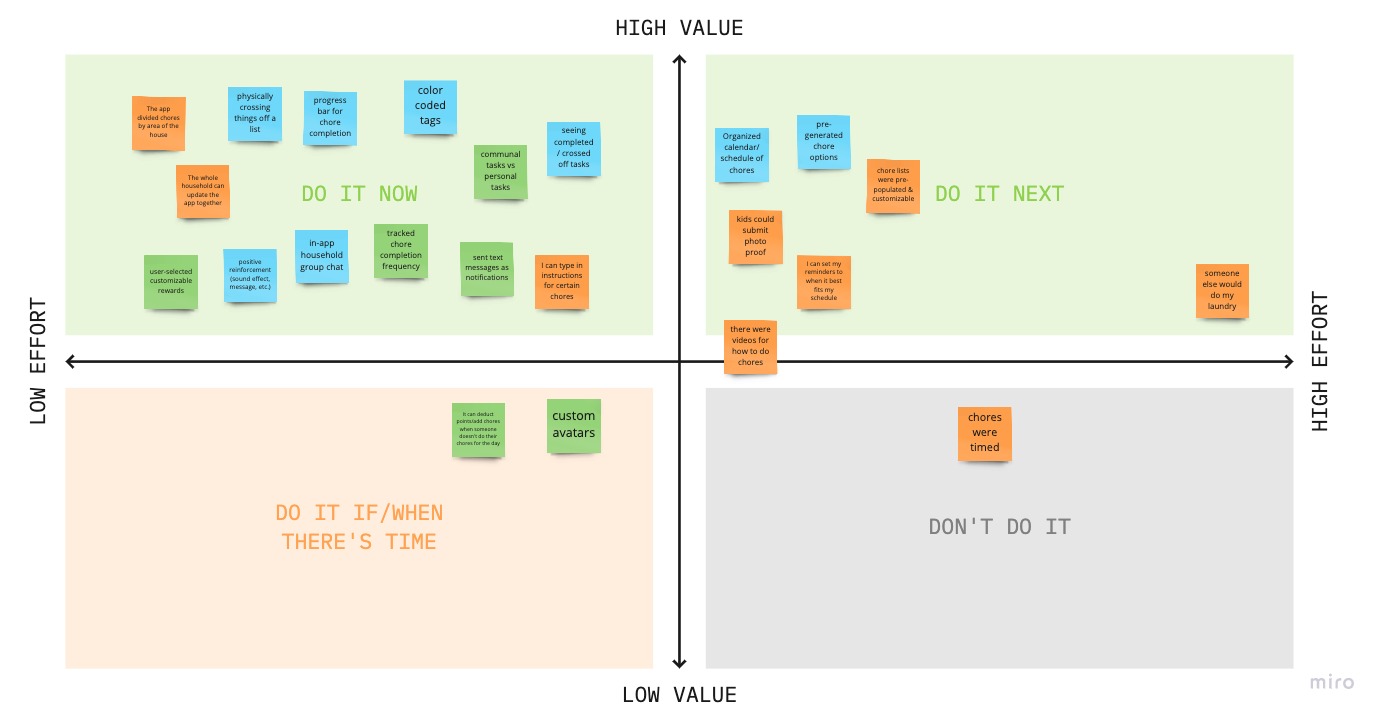 HIGH VALUE
The app
divided chores
by area of the
house
physically
crossing
things off a
list
progress
bar for
chore
completion
color
coded
tags
seeing
completed
/ crossed
off tasks
communal
tasks vs
personal
tasks
The whole
household can
update the
app together
DO IT NOW
user-selected
customizable
rewards
positive
reinforcement
(sound effect,
message, etc.)
in-app
household
group chat
tracked
chore
completion
frequency
sent text
messages as
notifications
I can type in
instructions
for certain
chores
Organized
calendar/
schedule of
chores
pre-
generated
chore
options
chore lists
were pre-
populated &
customizable
DO IT NEXT
kids could
submit
photo
proof
I can set my
reminders to
when it best
fits my
schedule
someone
else would
do my
laundry
there were
videos for
how to do
chores
LOW EFFORT
HIGH EFFORT
It can deduct
points/add chores
when someone
doesn't do their
chores for the day
custom
avatars
DO IT IF/WHEN
THERE'S TIME
chores
were
timed
DON'T DO IT
LOW VALUE
miro